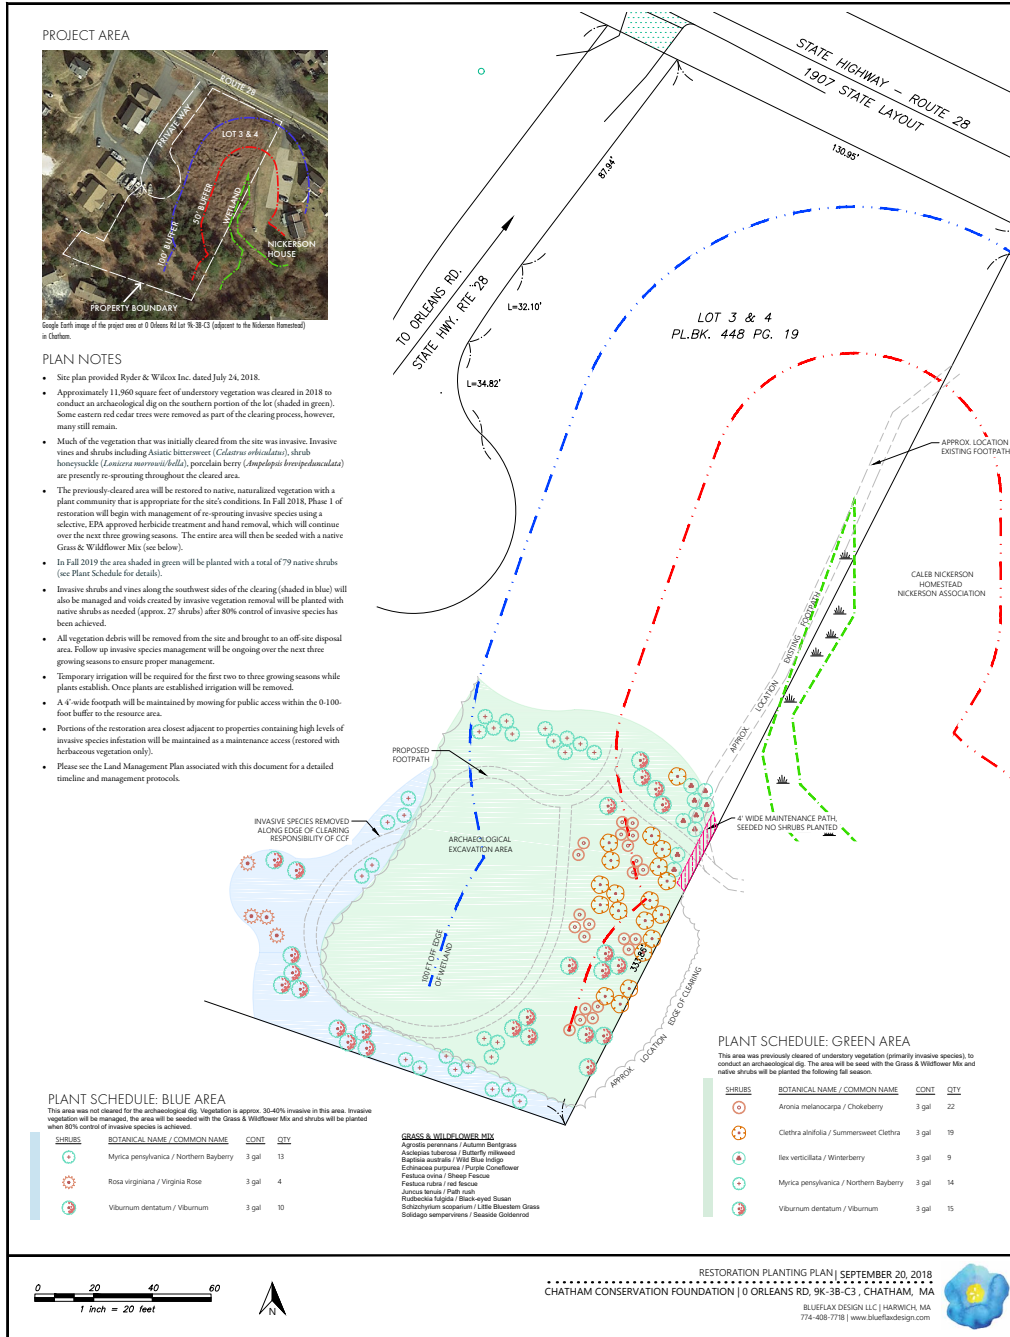 PROJECT AREA
ROUTE 28
PRIVATE WAY
LOT 3 & 4
50' BUFFER
WETLAND
100' BUFFER
NICKERSON
HOUSE
PROPERTY BOUNDARY
Google Earth image of the project area at 0 Orleans Rd Lot 9k-3B-C3 (adjacent to the Nickerson Homestead)
in Chatham.
PLAN NOTES
• Site plan provided Ryder & Wilcox Inc. dated July 24, 2018.
• Approximately 11,960 square feet of understory vegetation was cleared in 2018 to
conduct an archaeological dig on the southern portion of the lot (shaded in green).
Some eastern red cedar trees were removed as part of the clearing process, however,
many still remain.
• Much of the vegetation that was initially cleared from the site was invasive. Invasive
vines and shrubs including Asiatic bittersweet (Celastrus orbiculatus), shrub
honeysuckle (Lonicera morrowii/bella), porcelain berry (Ampelopsis brevipedunculata)
are presently re-sprouting throughout the cleared area.
• The previously-cleared area will be restored to native, naturalized vegetation with a
plant community that is appropriate for the site's conditions. In Fall 2018, Phase 1 of
restoration will begin with management of re-sprouting invasive species using a
selective, EPA approved herbicide treatment and hand removal, which will continue
over the next three growing seasons. The entire area will then be seeded with a native
Grass & Wildflower Mix (see below).
• In Fall 2019 the area shaded in green will be planted with a total of 79 native shrubs
(see Plant Schedule for details).
• Invasive shrubs and vines along the southwest sides of the clearing (shaded in blue) will
also be managed and voids created by invasive vegetation removal will be planted with
native shrubs as needed (approx. 27 shrubs) after 80% control of invasive species has
been achieved.
• All vegetation debris will be removed from the site and brought to an off-site disposal
area. Follow up invasive species management will be ongoing over the next three
growing seasons to ensure proper management.
• Temporary irrigation will be required for the first two to three growing seasons while
plants establish. Once plants are established irrigation will be removed.
• A 4'-wide footpath will be maintained by mowing for public access within the 0-100-
foot buffer to the resource area.
• Portions of the restoration area closest adjacent to properties containing high levels of
invasive species infestation will be maintained as a maintenance access (restored with
herbaceous vegetation only).
• Please see the Land Management Plan associated with this document for a detailed
timeline and management protocols.
STATE HIGHWAY - ROUTE 28
1907 STATE LAYOUT
130.95'
87.94'
TO ORLEANS RD.
STATE HWY. RTE 28
L=32.10'
L=34.82'
LOT 3 & 4
PL.BK. 448 PG. 19
APPROX. LOCATION
EXISTING FOOTPATH
CALEB NICKERSON
HOMESTEAD
NICKERSON ASSOCIATION
APPROX. LOCATION EXISTING FOOTPATH
PROPOSED
FOOTPATH
INVASIVE SPECIES REMOVED
ALONG EDGE OF CLEARING
RESPONSIBILITY OF CCF
ARCHAEOLOGICAL
EXCAVATION AREA
4' WIDE MAINTENANCE PATH,
SEEDED NO SHRUBS PLANTED
100 FT OFF EDGE
OF WETLAND
333.86'
APPROX. LOCATION EDGE OF CLEARING
PLANT SCHEDULE: BLUE AREA
This area was not cleared for the archaeological dig. Vegetation is approx. 30-40% invasive in this area. Invasive
vegetation will be managed, the area will be seeded with the Grass & Wildflower Mix and shrubs will be planted
when 80% control of invasive species is achieved.
SHRUBS BOTANICAL NAME / COMMON NAME CONT QTY
Myrica pensylvanica / Northern Bayberry 3 gal 13
Rosa virginiana / Virginia Rose 3 gal 4
Viburnum dentatum / Viburnum 3 gal 10
GRASS & WILDFLOWER MIX
Agrostis perennans / Autumn Bentgrass
Asclepias tuberosa / Butterfly milkweed
Baptisia australis / Wild Blue Indigo
Echinacea purpurea / Purple Coneflower
Festuca ovina / Sheep Fescue
Festuca rubra / red fescue
Juncus tenuis / Path rush
Rudbeckia fulgida / Black-eyed Susan
Schizchyrium scoparium / Little Bluestem Grass
Solidago sempervirens / Seaside Goldenrod
PLANT SCHEDULE: GREEN AREA
This area was previously cleared of understory vegetation (primarily invasive species), to
conduct an archaeological dig. The area will be seed with the Grass & Wildflower Mix and
native shrubs will be planted the following fall season.
SHRUBS BOTANICAL NAME / COMMON NAME CONT QTY
Aronia melanocarpa / Chokeberry 3 gal 22
Clethra alnifolia / Summersweet Clethra 3 gal 19
Ilex verticillata / Winterberry 3 gal 9
Myrica pensylvanica / Northern Bayberry 3 gal 14
Viburnum dentatum / Viburnum 3 gal 15
0 20 40 60
1 inch = 20 feet
N
RESTORATION PLANTING PLAN | SEPTEMBER 20, 2018
CHATHAM CONSERVATION FOUNDATION | 0 ORLEANS RD, 9K-3B-C3 , CHATHAM, MA
BLUEFLAX DESIGN LLC | HARWICH, MA
774-408-7718 | www.blueflaxdesign.com